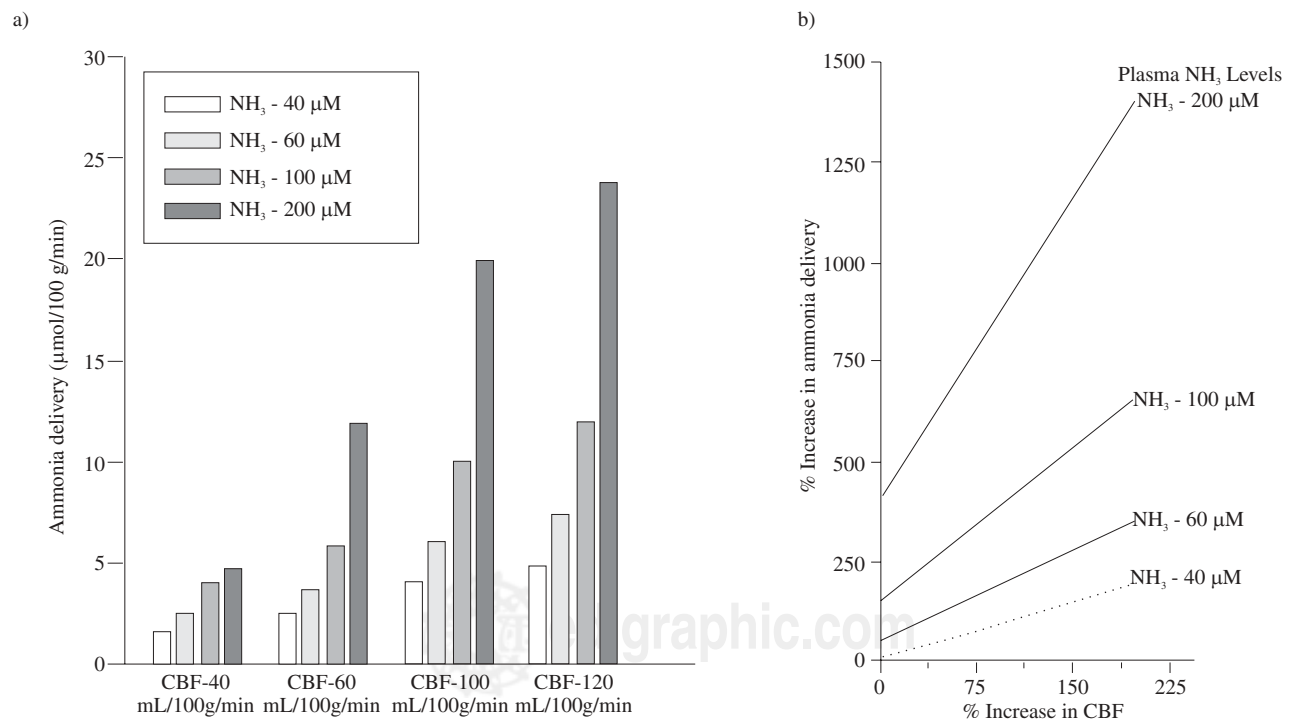 a)
Ammonia delivery (μmol/100 g/min)
30
25
20
15
10
5
0
NH₃ - 40 μM
NH₃ - 60 μM
NH₃ - 100 μM
NH₃ - 200 μM
CBF-40
mL/100g/min
CBF-60
mL/100g/min
CBF-100
mL/100g/min
CBF-120
mL/100g/min
b)
% Increase in ammonia delivery
1500
1250
1000
750
500
250
0
Plasma NH₃ Levels
NH₃ - 200 μM
NH₃ - 100 μM
NH₃ - 60 μM
NH₃ - 40 μM
0 75 150 225
% Increase in CBF
graphic.com